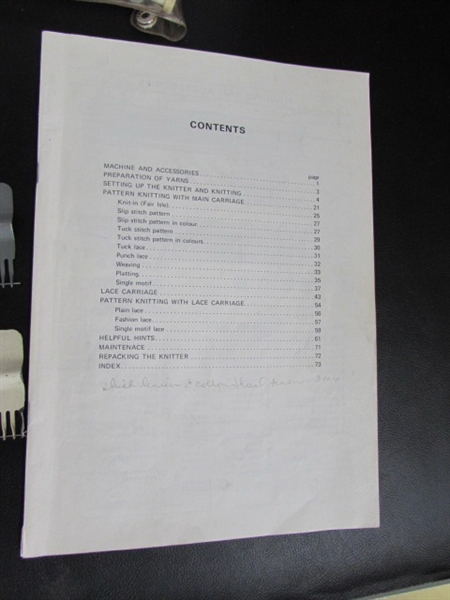 CONTENTS
page
MACHINE AND ACCESSORIES 1
PREPARATION OF YARNS 3
SETTING UP THE KNITTER AND KNITTING 4
PATTERN KNITTING WITH MAIN CARRIAGE 21
Knit-in (Fair Isle) 25
Slip stitch pattern 27
Slip stitch pattern in colour 27
Tuck stitch pattern 29
Tuck stitch pattern in colours 30
Tuck lace 31
Punch lace 32
Weaving 33
Plutting 35
Single motif 37
LACE CARRIAGE 43
PATTERN KNITTING WITH LACE CARRIAGE 54
Plain lace 56
Fashion lace 57
Single motif lace 59
HELPFUL HINTS 61
MAINTENACE 71
REPACKING THE KNITTER 72
INDEX 73